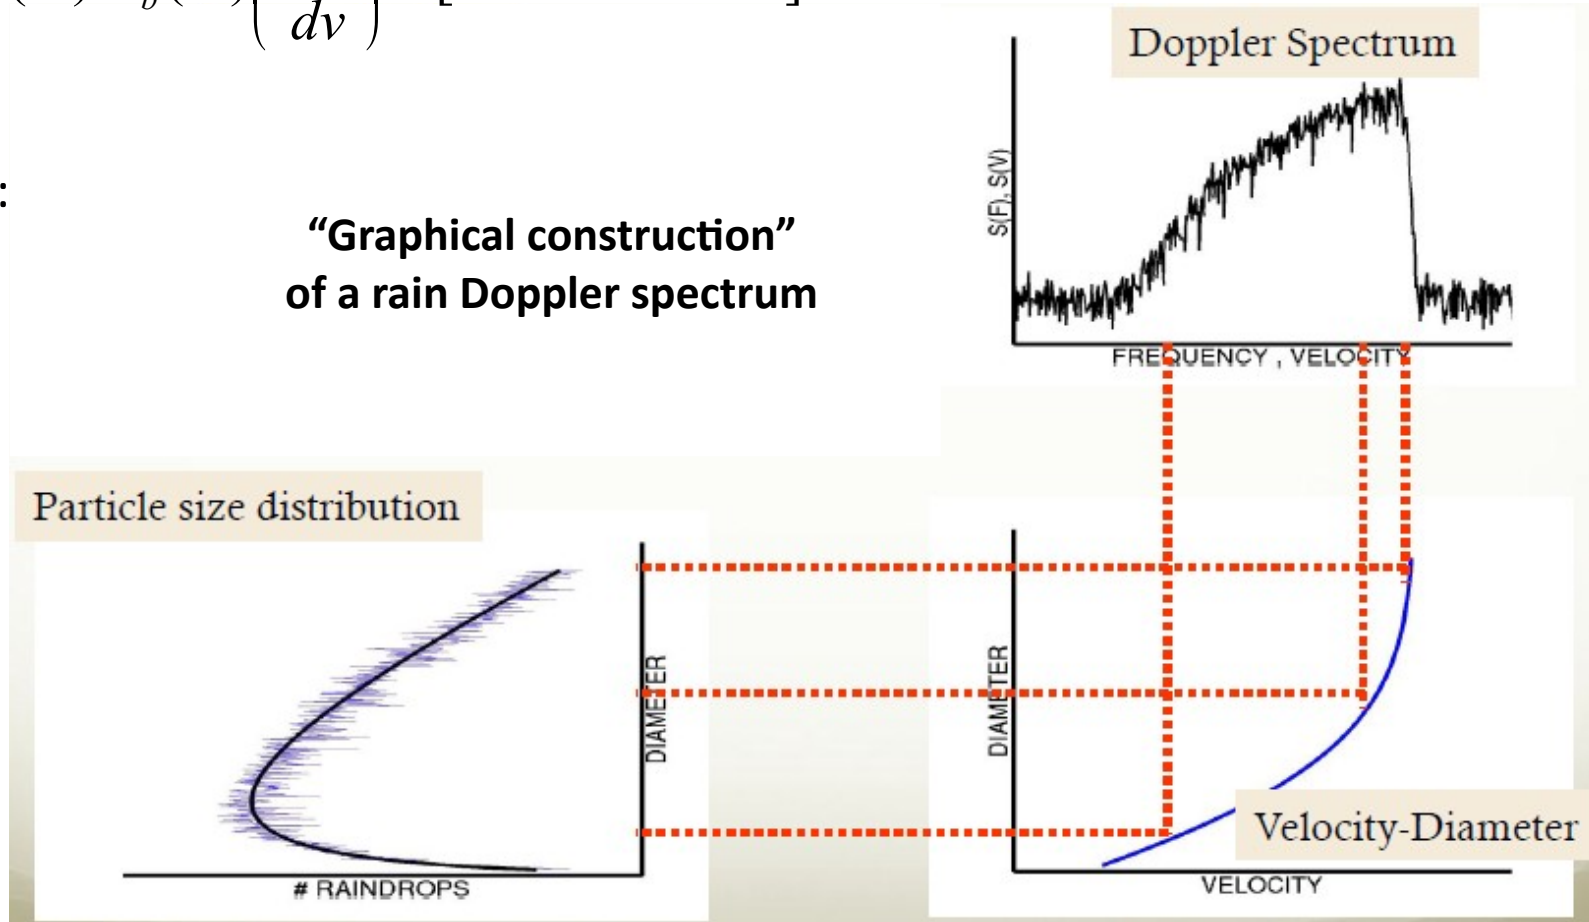 dv
Doppler Spectrum
S(F), S(V)
FREQUENCY , VELOCITY
:
“Graphical construction”
of a rain Doppler spectrum
Particle size distribution
DIAMETER
# RAINDROPS
DIAMETER
Velocity-Diameter
VELOCITY